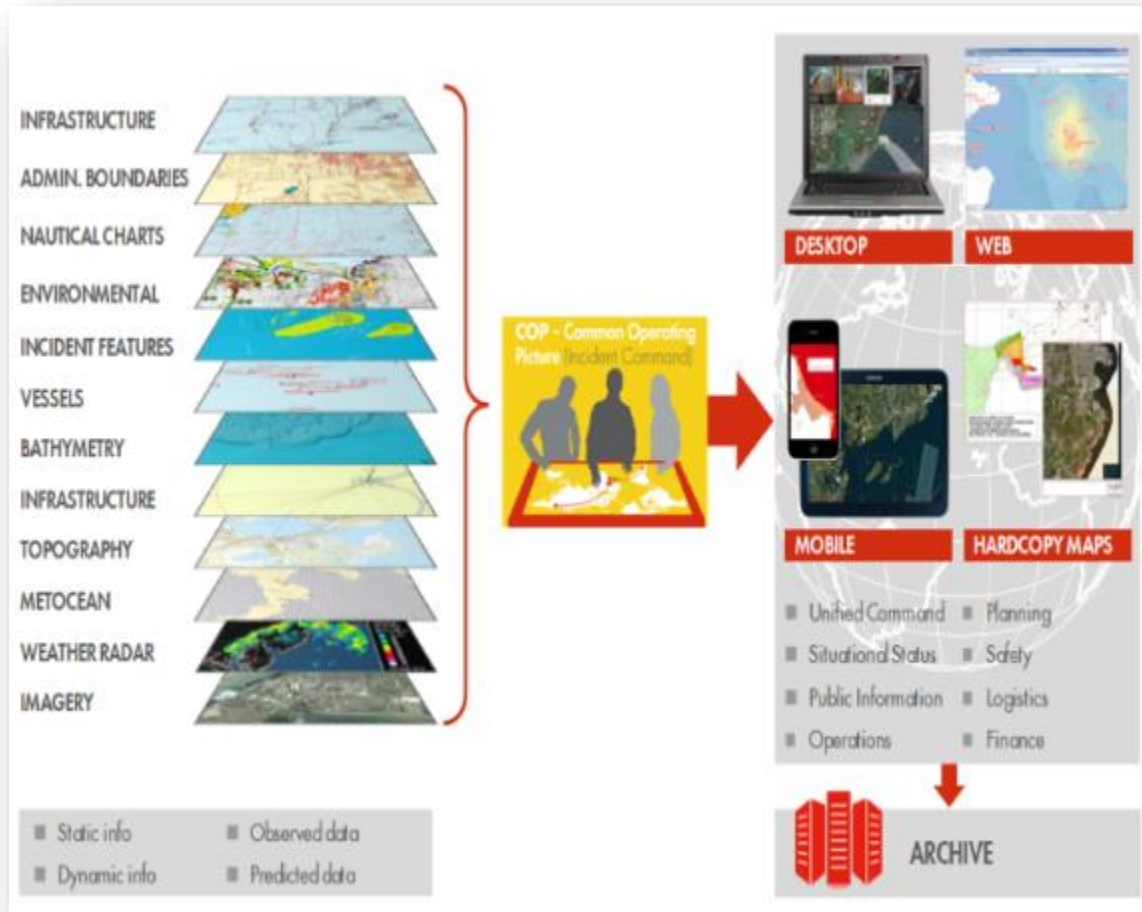 INFRASTRUCTURE
ADMIN. BOUNDARIES
NAUTICAL CHARTS
ENVIRONMENTAL
INCIDENT FEATURES
VESSELS
BATHYMETRY
INFRASTRUCTURE
TOPOGRAPHY
METOCEAN
WEATHER RADAR
IMAGERY
Static info
Observed data
Dynamic info
Predicted data
COP - Common Operating
Picture (Incident Command)
DESKTOP
WEB
MOBILE
HARDCOPY MAPS
Unified Command
Planning
Situational Status
Safety
Public Information
Logistics
Operations
Finance
ARCHIVE